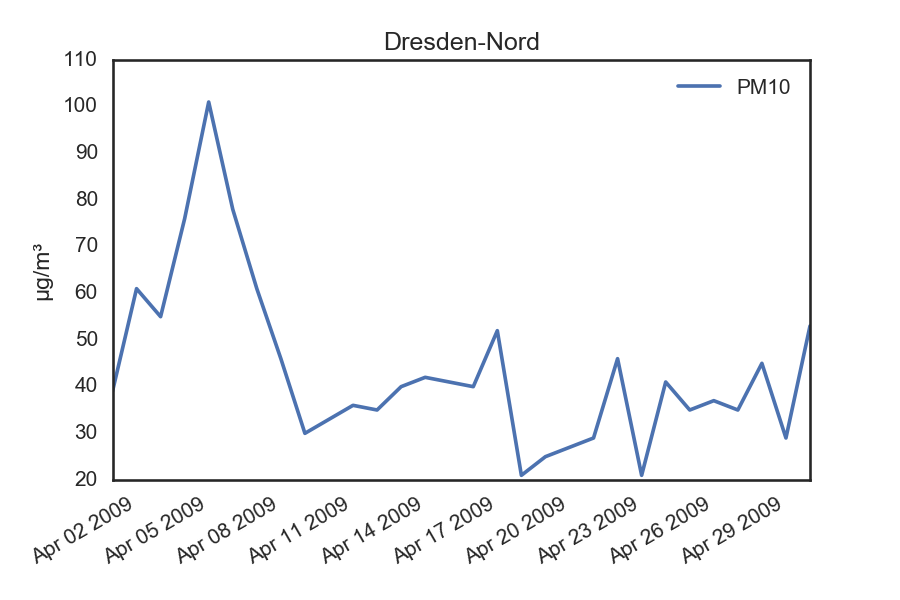 Dresden-Nord
110
100
90
80
70
60
50
40
30
20
µg/m³
PM10
Apr 02 2009
Apr 05 2009
Apr 08 2009
Apr 11 2009
Apr 14 2009
Apr 17 2009
Apr 20 2009
Apr 23 2009
Apr 26 2009
Apr 29 2009